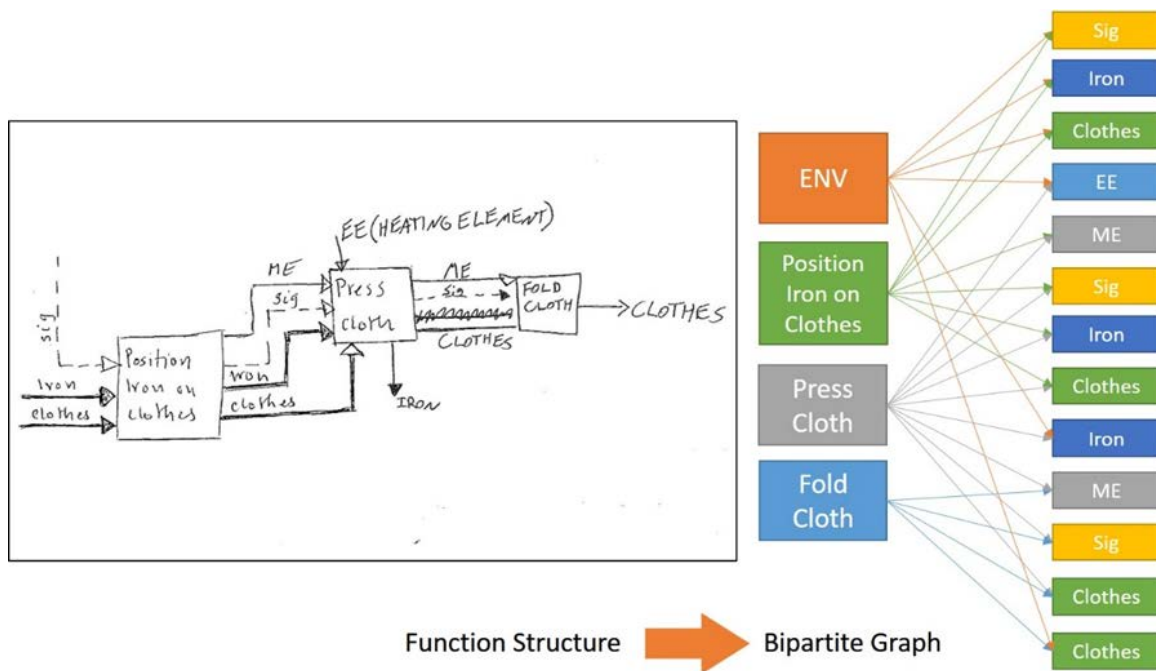 EE (HEATING ELEMENT)
ME
sig
Press
cloth
ME
sig
CLOTHES
FOLD
CLOTH
CLOTHES
IRON
sig
Position
Iron on
clothes
Iron
clothes
Iron
clothes
ENV
Position
Iron on
Clothes
Press
Cloth
Fold
Cloth
Sig
Iron
Clothes
EE
ME
Sig
Iron
Clothes
Iron
ME
Sig
Clothes
Clothes
Function Structure
Bipartite Graph